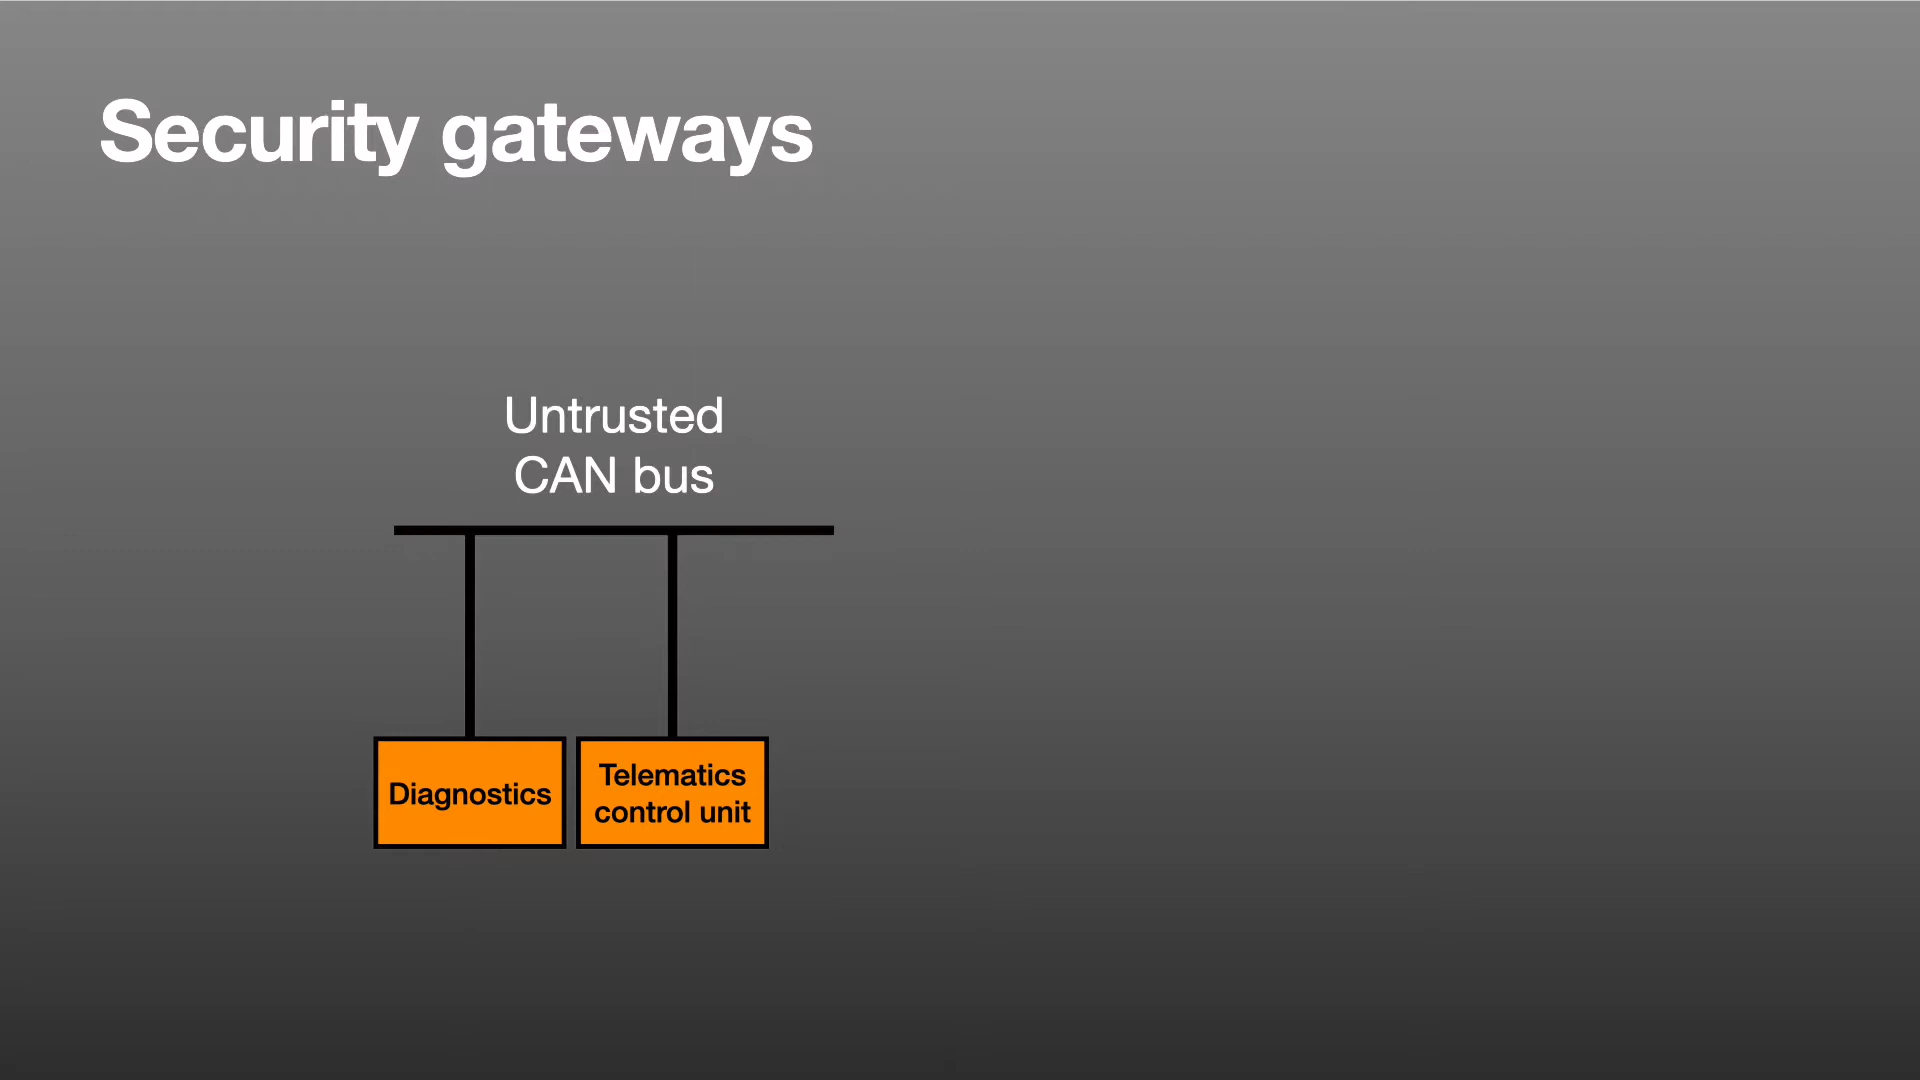 Security gateways
Untrusted
CAN bus
Diagnostics
Telematics
control unit